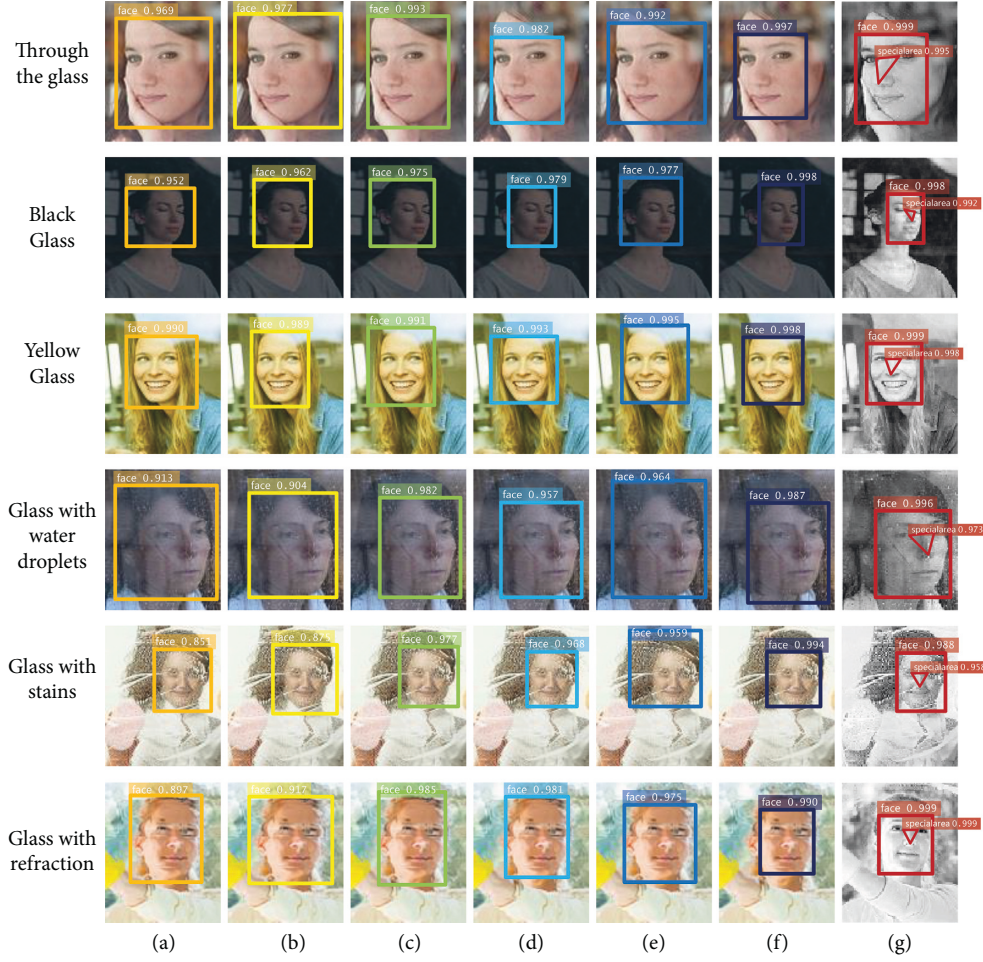 Through
the glass
face 0.969
face 0.977
face 0.993
face 0.982
face 0.992
face 0.997
face 0.999
specialarea 0.995
Black
Glass
face 0.952
face 0.962
face 0.975
face 0.979
face 0.977
face 0.998
face 0.998
specialarea 0.992
Yellow
Glass
face 0.990
face 0.989
face 0.991
face 0.993
face 0.995
face 0.998
face 0.999
specialarea 0.998
Glass with
water
droplets
face 0.913
face 0.904
face 0.982
face 0.957
face 0.964
face 0.987
face 0.996
specialarea 0.973
Glass with
stains
face 0.851
face 0.875
face 0.977
face 0.968
face 0.959
face 0.994
face 0.988
specialarea 0.958
Glass with
refraction
face 0.897
face 0.917
face 0.985
face 0.981
face 0.975
face 0.990
face 0.999
specialarea 0.999
(a)
(b)
(c)
(d)
(e)
(f)
(g)